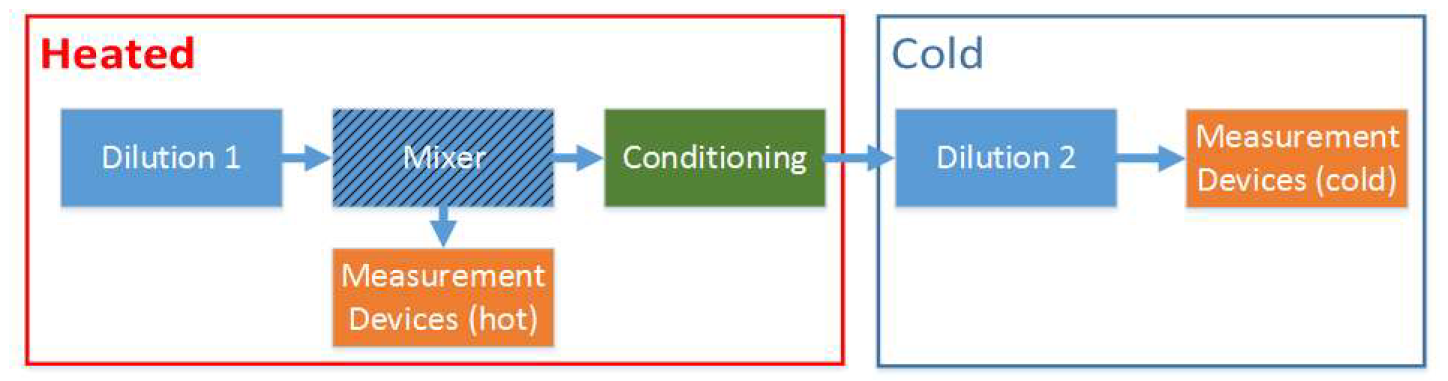 Heated
Cold
Dilution 1
Mixer
Conditioning
Dilution 2
Measurement
Devices (cold)
Measurement
Devices (hot)